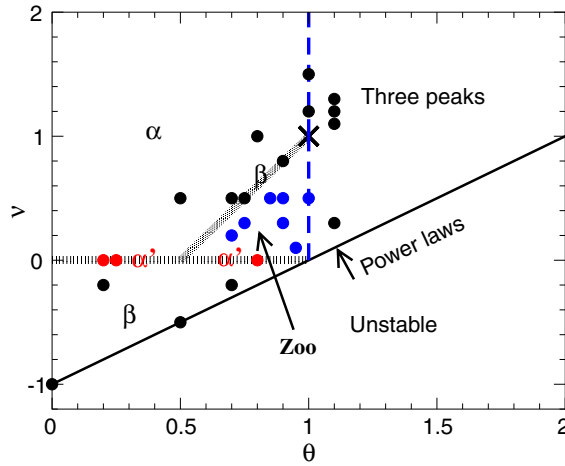 2
Three peaks
α
1
β
ν
0
α'
α'
Power laws
β
Unstable
Zoo
-1
0
0.5
1
1.5
2
θ